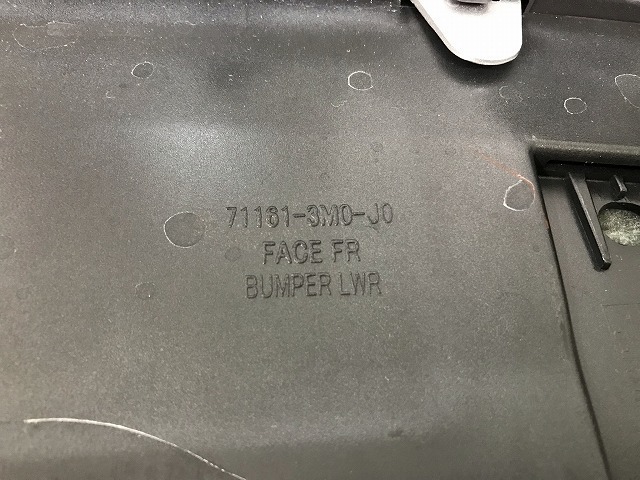 71161-3M0-J0
FACE FR
BUMPER LWR